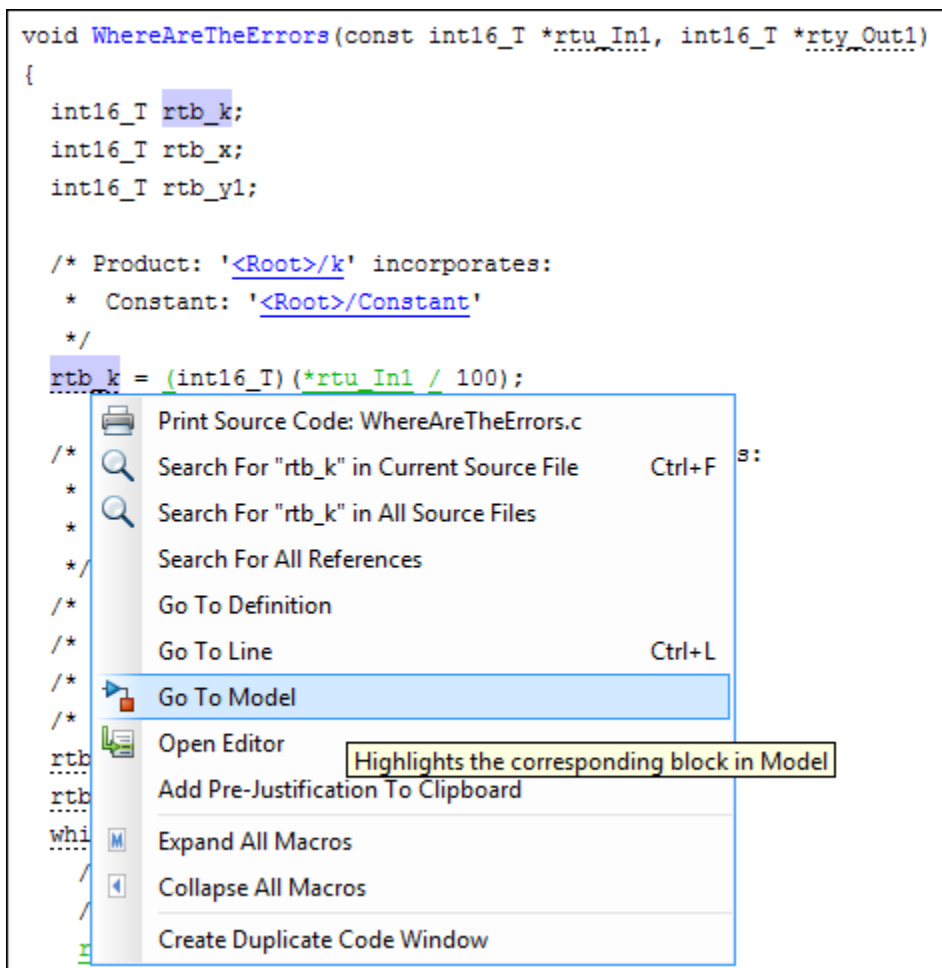 void WhereAreTheErrors(const int16_T *rtu_In1, int16_T *rty_Out1)
{
int16_T rtb_k;
int16_T rtb_x;
int16_T rtb_y1;
/* Product: '<Root>/k' incorporates:
* Constant: '<Root>/Constant'
*/
rtb_k = (int16_T)(*rtu_In1 / 100);
Print Source Code: WhereAreTheErrors.c
/* s:
Search For "rtb_k" in Current Source File Ctrl+F
*
Search For "rtb_k" in All Source Files
*
Search For All References
*/
Go To Definition
/*
Go To Line Ctrl+L
/*
Go To Model
/*
/*
Open Editor
rtb
Highlights the corresponding block in Model
Add Pre-Justification To Clipboard
rtb
whi
M Expand All Macros
/
Collapse All Macros
/
Create Duplicate Code Window
r